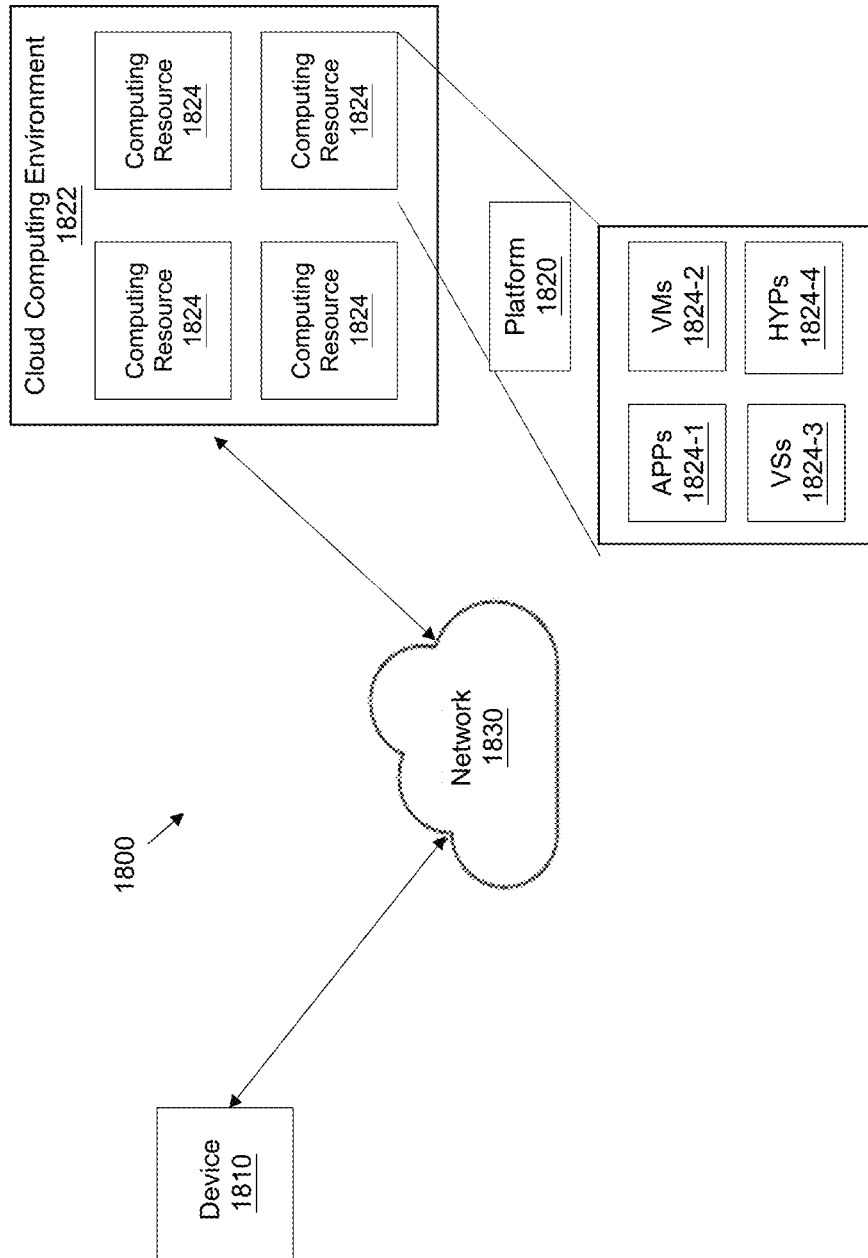 1800
Device
1810
Network
1830
Cloud Computing Environment
1822
Computing
Resource
1824
Computing
Resource
1824
Computing
Resource
1824
Computing
Resource
1824
Platform
1820
APPs
1824-1
VMs
1824-2
VSs
1824-3
HYPs
1824-4